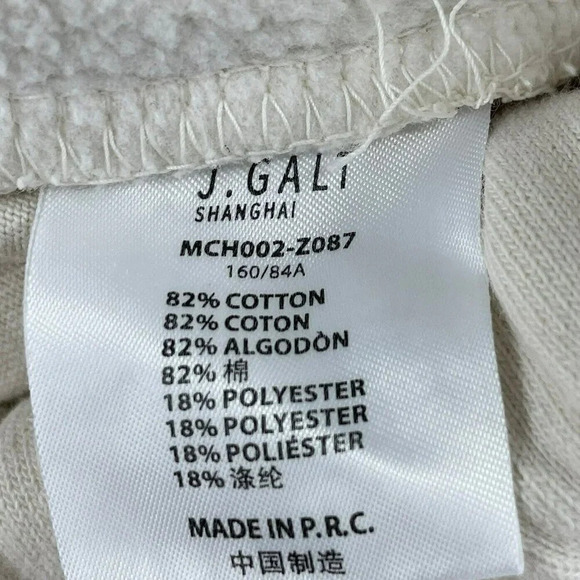 J.GALT
SHANGHAI
MCH002-Z087
160/84A
82% COTTON
82% COTON
82% ALGODÒN
82% 棉
18% POLYESTER
18% POLYESTER
18% POLIÉSTER
18% 涤纶
MADE IN P.R.C.
中国制造